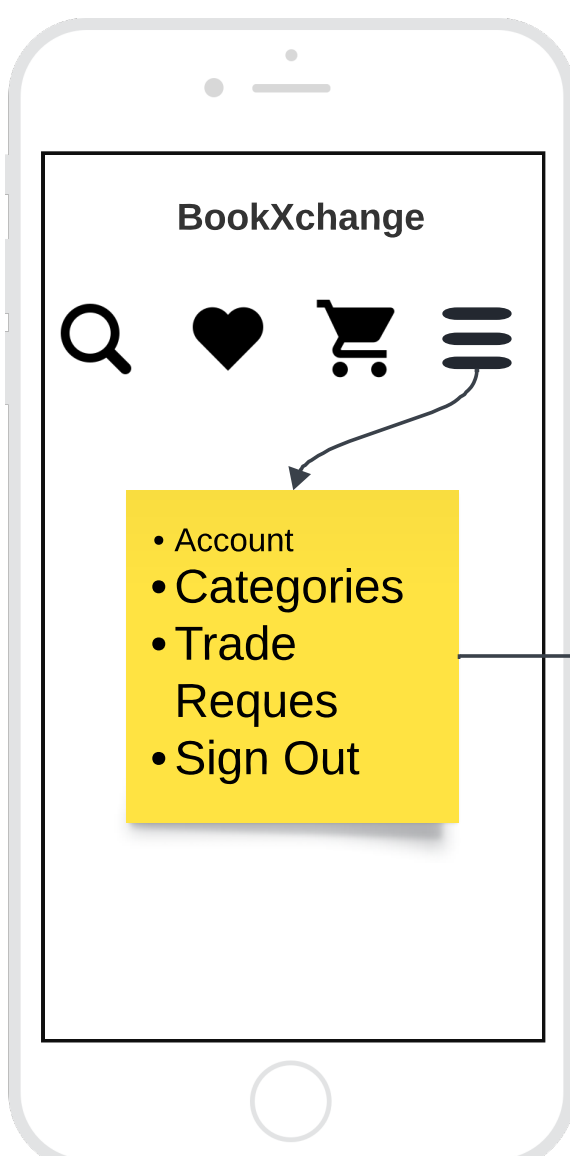 BookXchange
• Account
• Categories
• Trade
Reques
• Sign Out